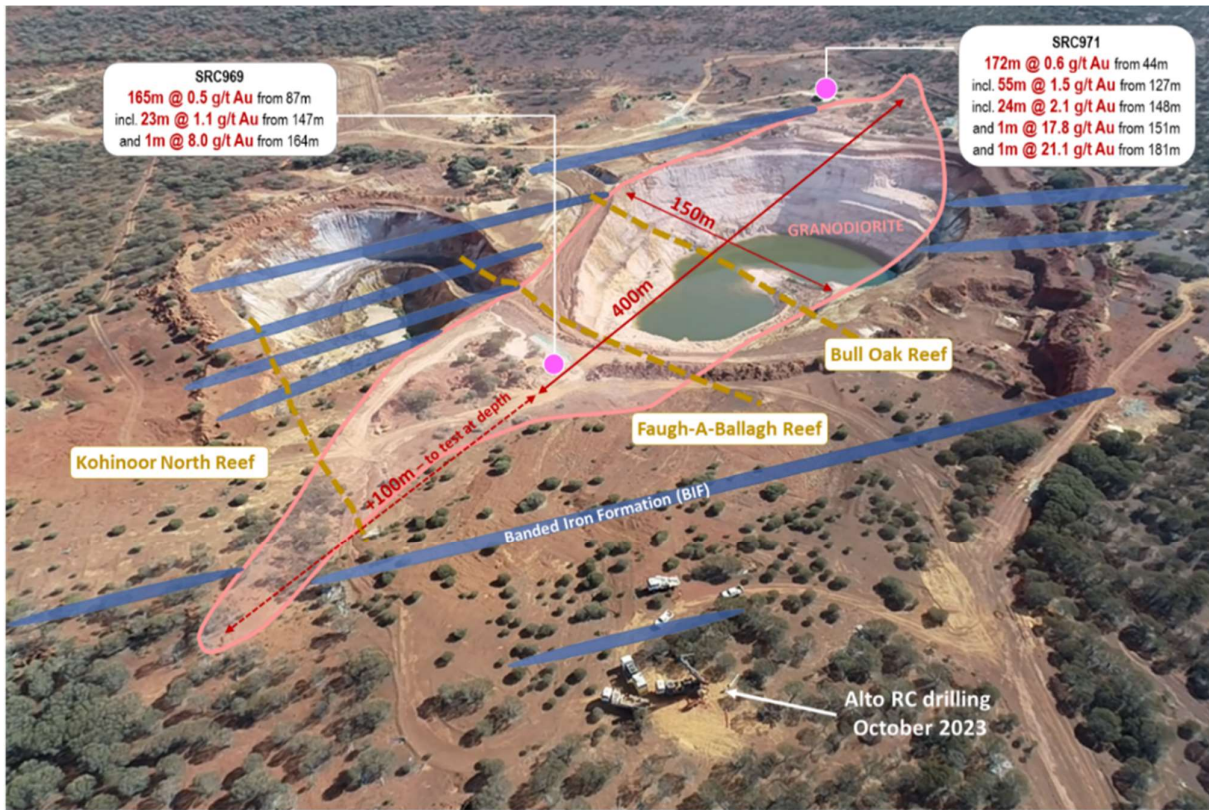 SRC969
165m @ 0.5 g/t Au from 87m
incl. 23m @ 1.1 g/t Au from 147m
and 1m @ 8.0 g/t Au from 164m
SRC971
172m @ 0.6 g/t Au from 44m
incl. 55m @ 1.5 g/t Au from 127m
incl. 24m @ 2.1 g/t Au from 148m
and 1m @ 17.8 g/t Au from 151m
and 1m @ 21.1 g/t Au from 181m
150m
GRANODIORITE
400m
Bull Oak Reef
Faugh-A-Ballagh Reef
Kohinoor North Reef
+100m – to test at depth
Banded Iron Formation (BIF)
Alto RC drilling
October 2023